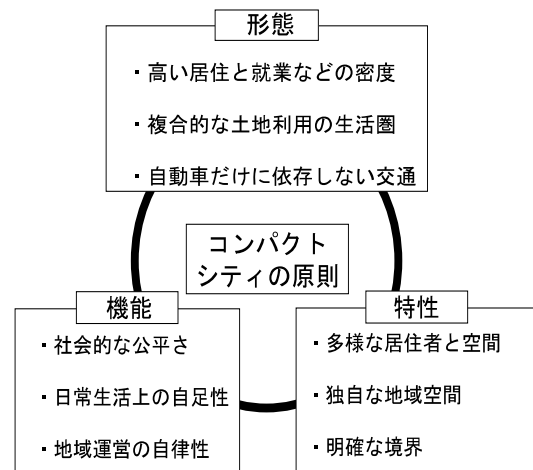 形態
・高い居住と就業などの密度
・複合的な土地利用の生活圏
・自動車だけに依存しない交通
コンパクト
シティの原則
機能
・社会的な公平さ
・日常生活上の自足性
・地域運営の自律性
特性
・多様な居住者と空間
・独自な地域空間
・明確な境界